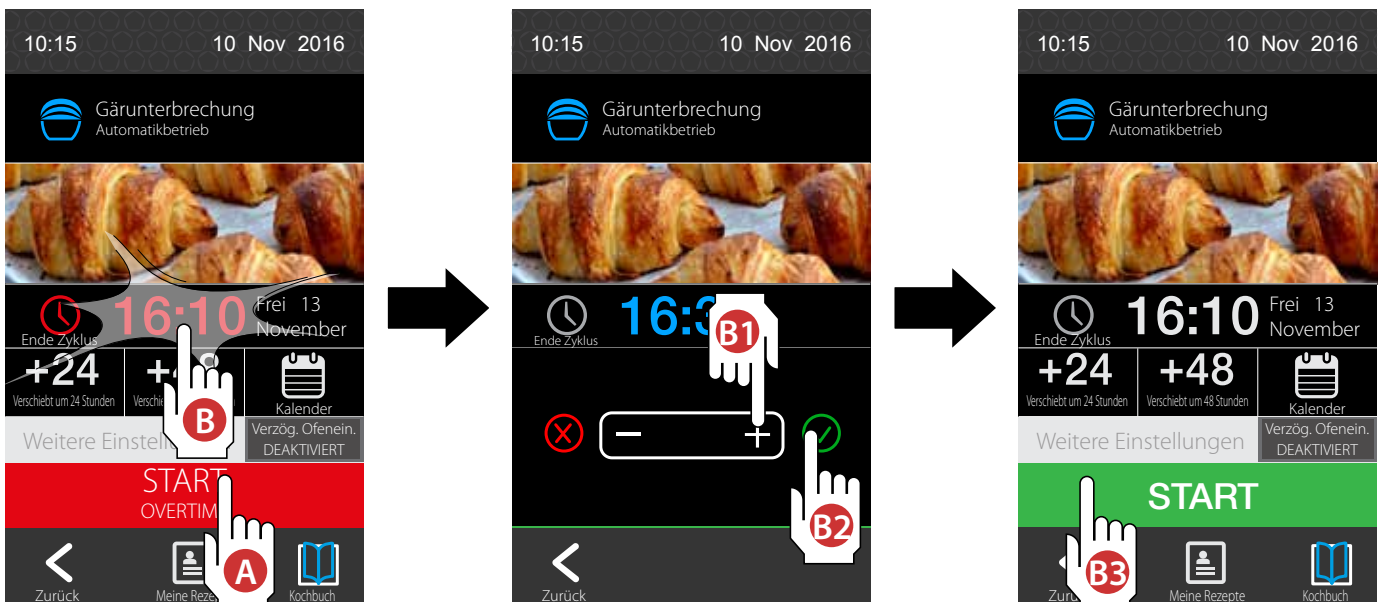 10:15 10 Nov 2016
Gärunterbrechung
Automatikbetrieb
16:10 Frei 13
November
Ende Zyklus
+24
Verschiebt um 24 Stunden
Kalender
Weitere
Verzög. Ofenein.
DEAKTIVIERT
START
B
A
Zurück
Meine
Kochbuch
10:15 10 Nov 2016
Gärunterbrechung
Automatikbetrieb
Ende Zyklus
B1
− +
B2
Zurück
10:15 10 Nov 2016
Gärunterbrechung
Automatikbetrieb
16:10 Frei 13
November
Ende Zyklus
+24 +48
Verschiebt um 24 Stunden Verschiebt um 48 Stunden Kalender
Weitere Einstellungen
Verzög. Ofenein.
DEAKTIVIERT
START
B3
Meine Rezepte Kochbuch